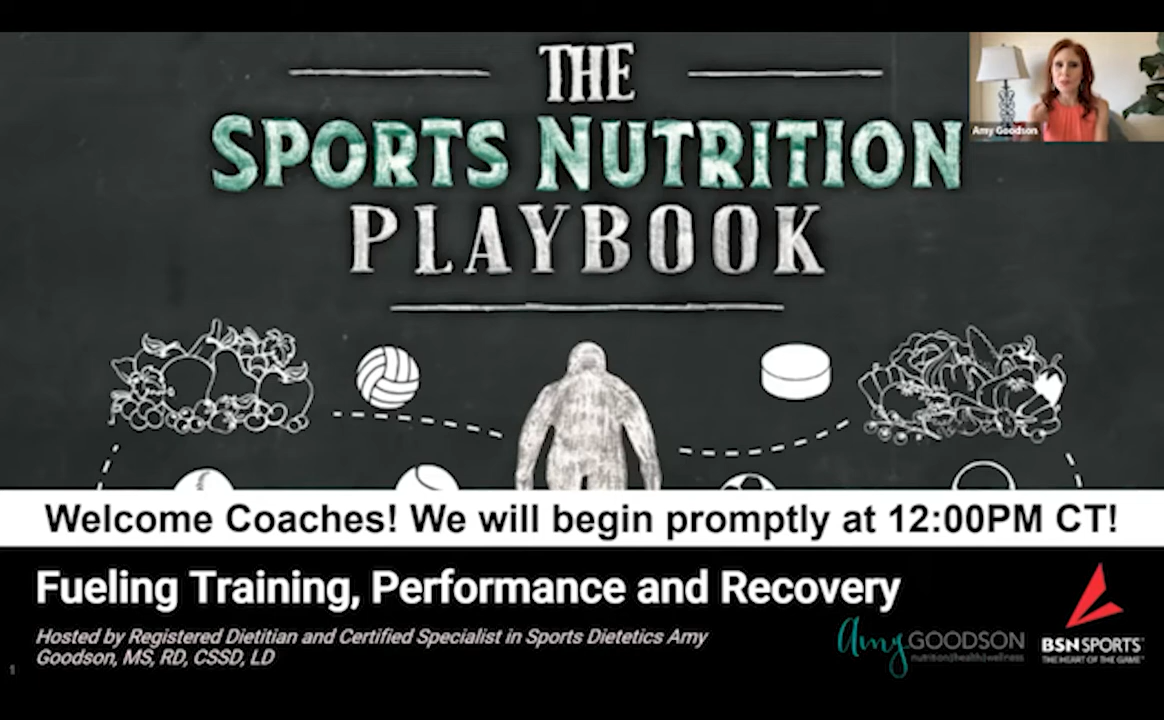 THE
SPORTS NUTRITION
PLAYBOOK
Amy Goodson
Welcome Coaches! We will begin promptly at 12:00PM CT!
Fueling Training, Performance and Recovery
Hosted by Registered Dietitian and Certified Specialist in Sports Dietetics Amy
Goodson, MS, RD, CSSD, LD
amy GOODSON
nutrition|health|wellness
BSN SPORTS
THE HEART OF THE GAME
1